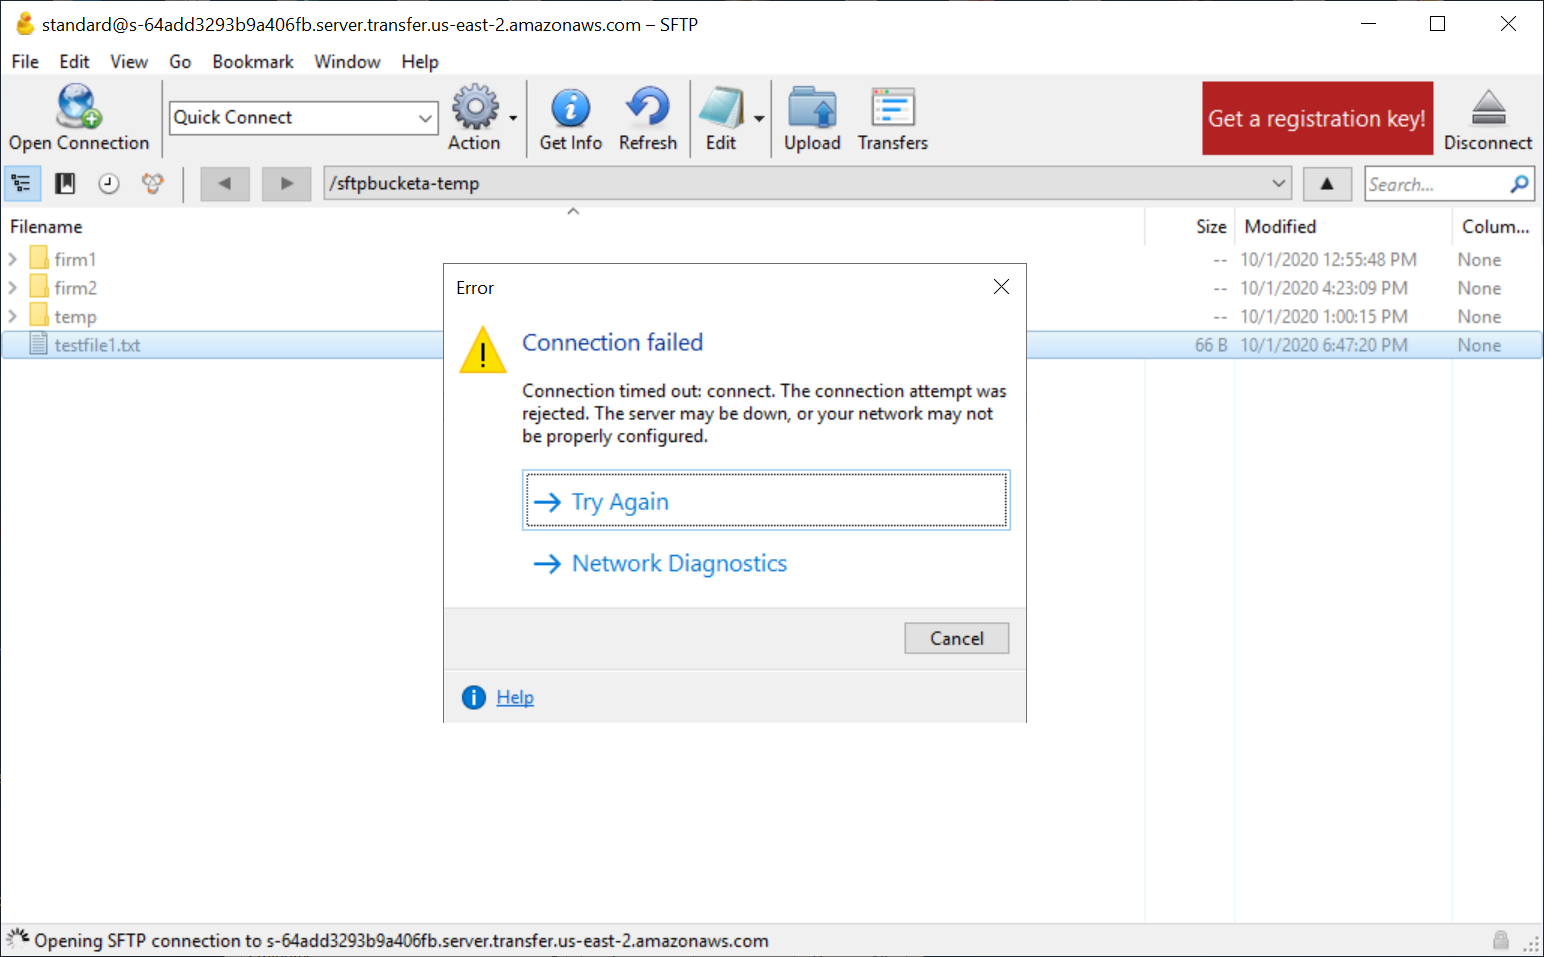 standard@s-64add3293b9a406fb.server.transfer.us-east-2.amazonaws.com – SFTP
File Edit View Go Bookmark Window Help
Quick Connect
Get a registration key!
Open Connection Action Get Info Refresh Edit Upload Transfers Disconnect
/sftpbucketa-temp Search...
Filename Size Modified Colum...
firm1 -- 10/1/2020 12:55:48 PM None
firm2 -- 10/1/2020 4:23:09 PM None
temp -- 10/1/2020 1:00:15 PM None
testfile1.txt 66 B 10/1/2020 6:47:20 PM None
Error
Connection failed
Connection timed out: connect. The connection attempt was
rejected. The server may be down, or your network may not
be properly configured.
Try Again
Network Diagnostics
Cancel
Help
Opening SFTP connection to s-64add3293b9a406fb.server.transfer.us-east-2.amazonaws.com